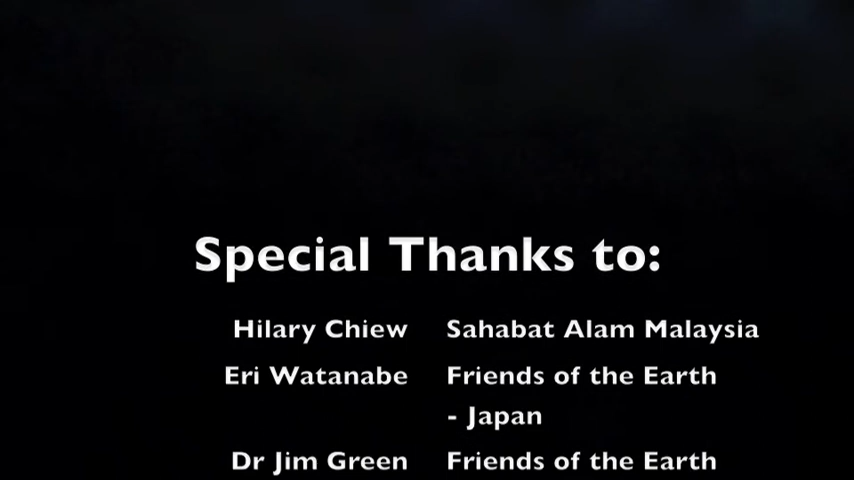 Special Thanks to:
Hilary Chiew Sahabat Alam Malaysia
Eri Watanabe Friends of the Earth
- Japan
Dr Jim Green Friends of the Earth